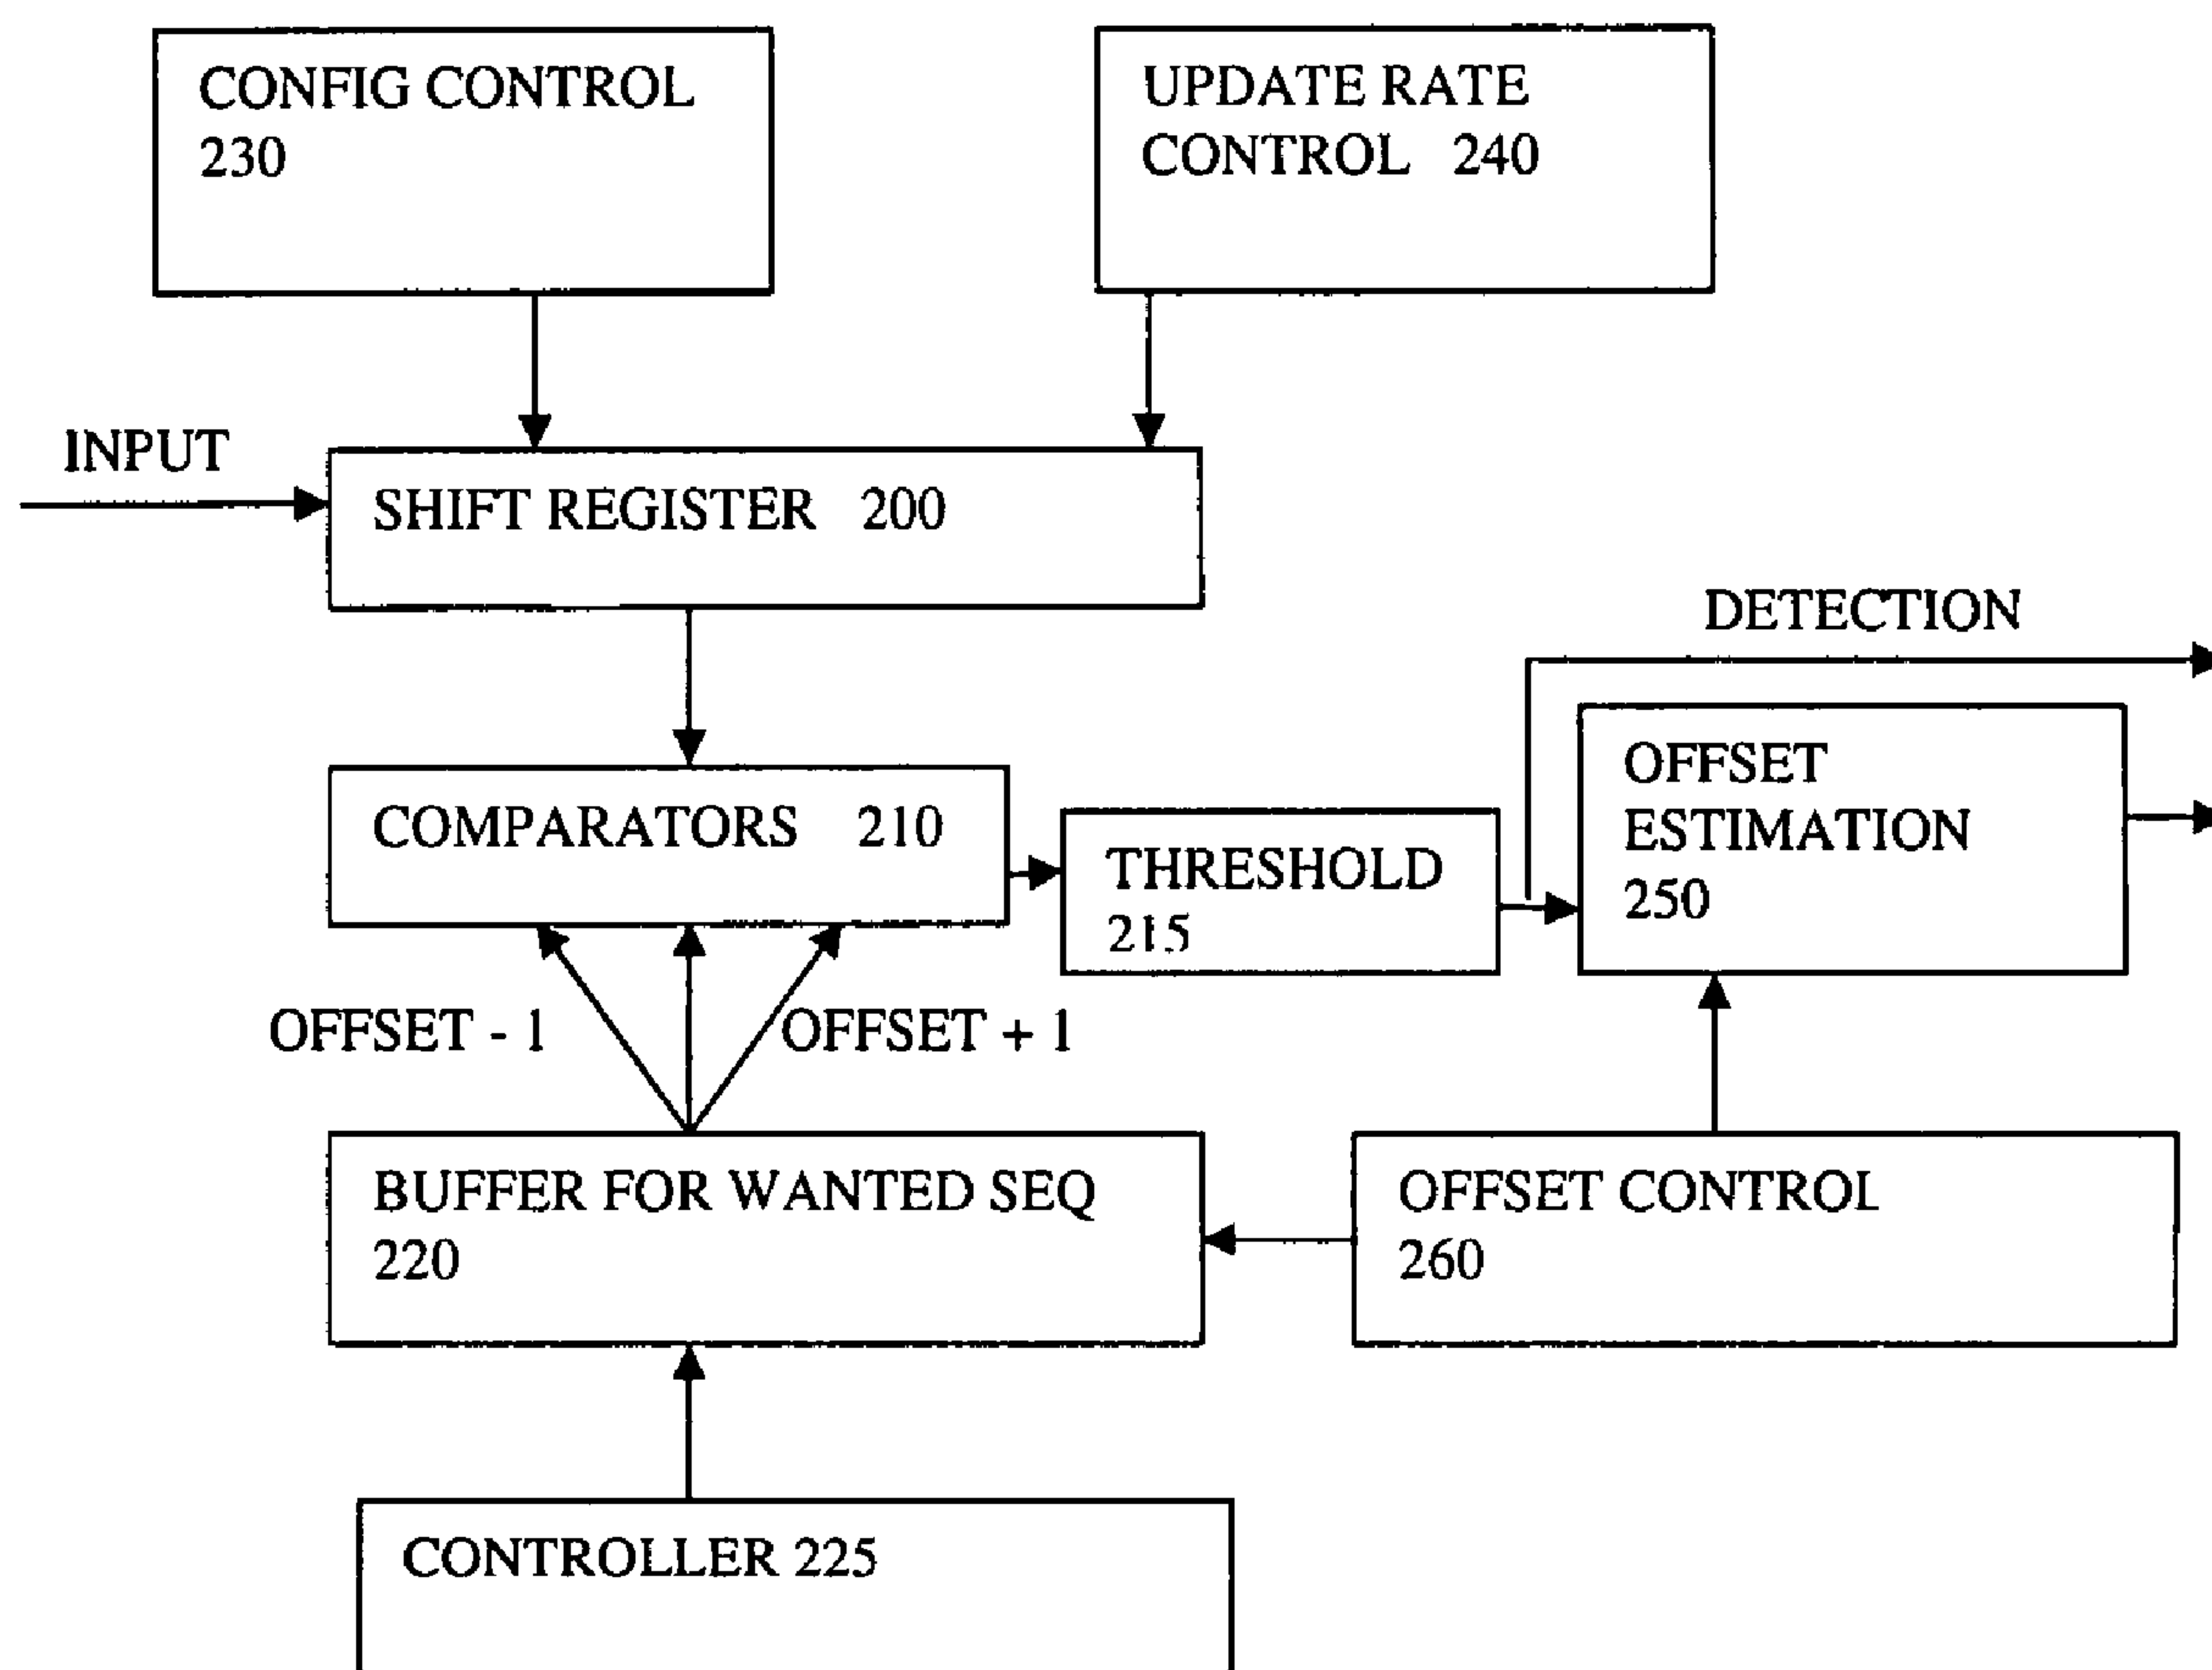 CONFIG CONTROL
230
UPDATE RATE
CONTROL 240
INPUT
SHIFT REGISTER 200
DETECTION
COMPARATORS 210
THRESHOLD
215
OFFSET
ESTIMATION
250
OFFSET - 1
OFFSET + 1
BUFFER FOR WANTED SEQ
220
OFFSET CONTROL
260
CONTROLLER 225